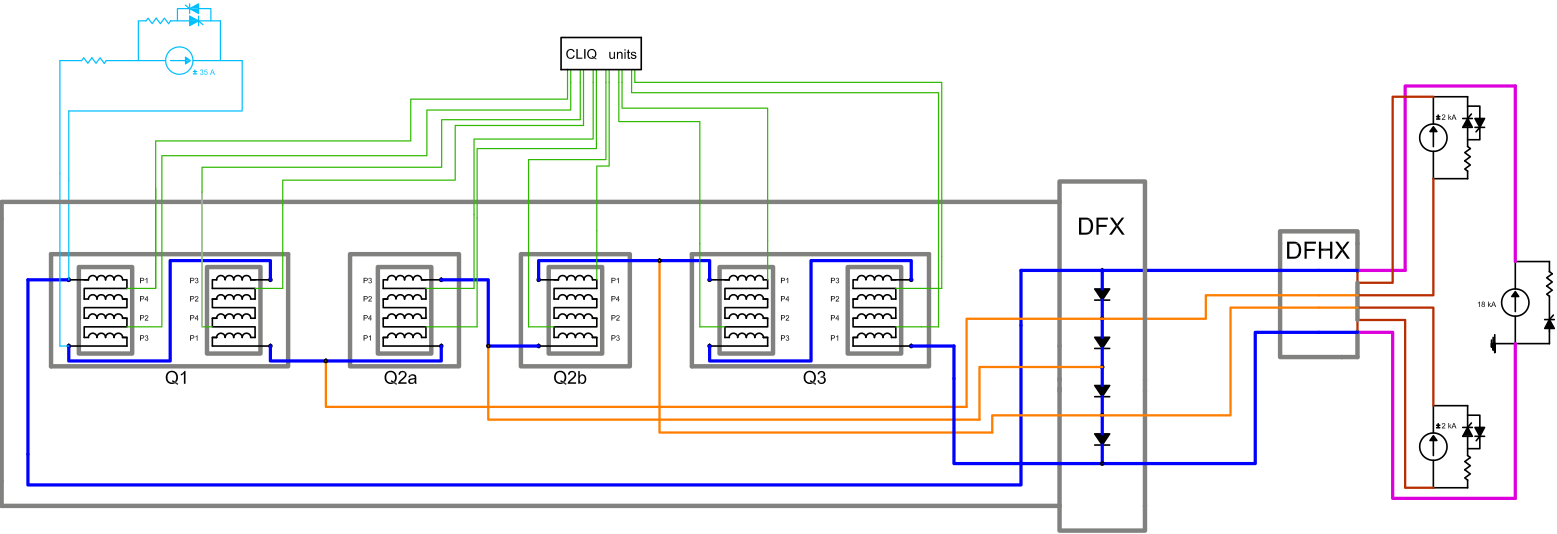 ± 35 A
CLIQ units
± 2 kA
DFX
DFHX
18 kA
P1
P4
P2
P3
P3
P2
P4
P1
P3
P2
P4
P1
P1
P4
P2
P3
P1
P4
P2
P3
P3
P2
P4
P1
Q1
Q2a
Q2b
Q3
± 2 kA